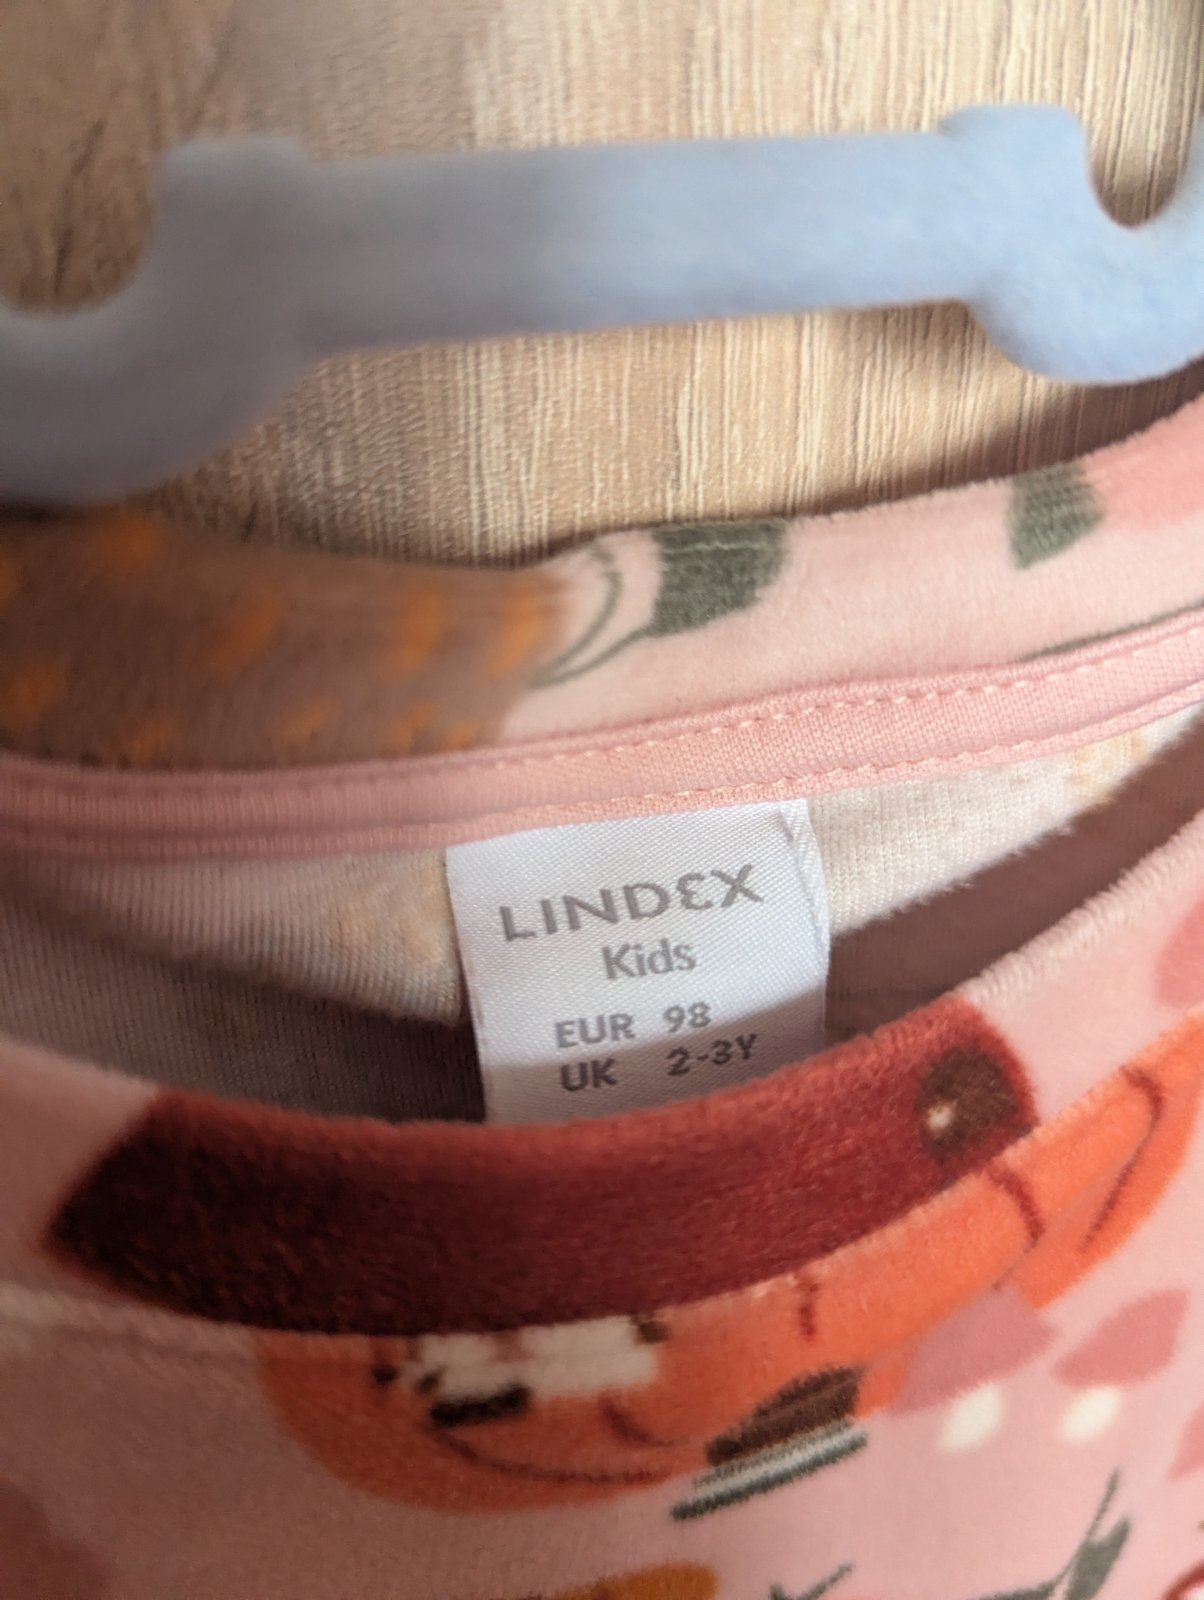 LINDEX
Kids
EUR 98
UK 2-3Y